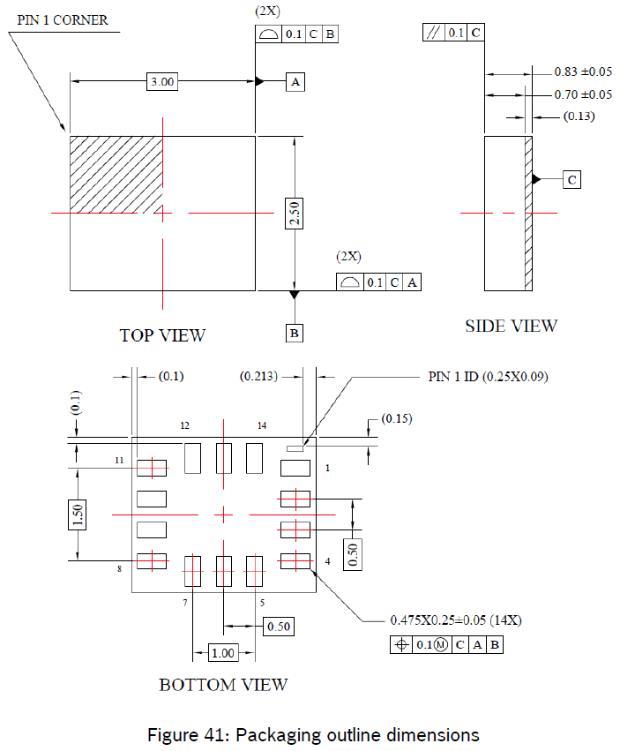 (2X)
PIN 1 CORNER
0.1 C B
// 0.1 C
3.00
A
0.83 ±0.05
0.70 ±0.05
(0.13)
C
2.50
(2X)
0.1 C A
B
TOP VIEW
SIDE VIEW
(0.1)
(0.213)
PIN 1 ID (0.25X0.09)
(0.1)
(0.15)
12
14
11
1
1.50
0.50
8
4
7
5
0.50
1.00
0.475X0.25±0.05 (14X)
⌖ 0.1Ⓜ C A B
BOTTOM VIEW
Figure 41: Packaging outline dimensions